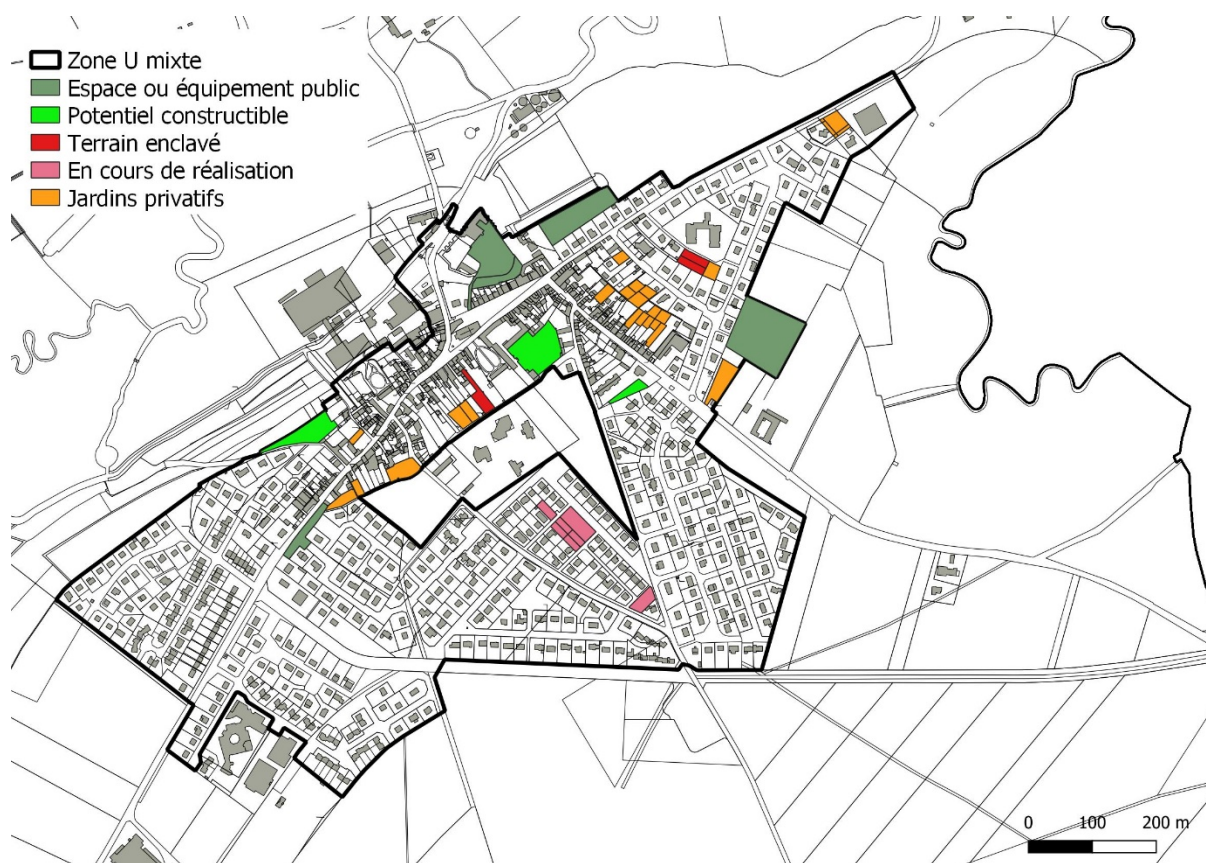 Zone U mixte
Espace ou équipement public
Potentiel constructible
Terrain enclavé
En cours de réalisation
Jardins privatifs
0 100 200 m